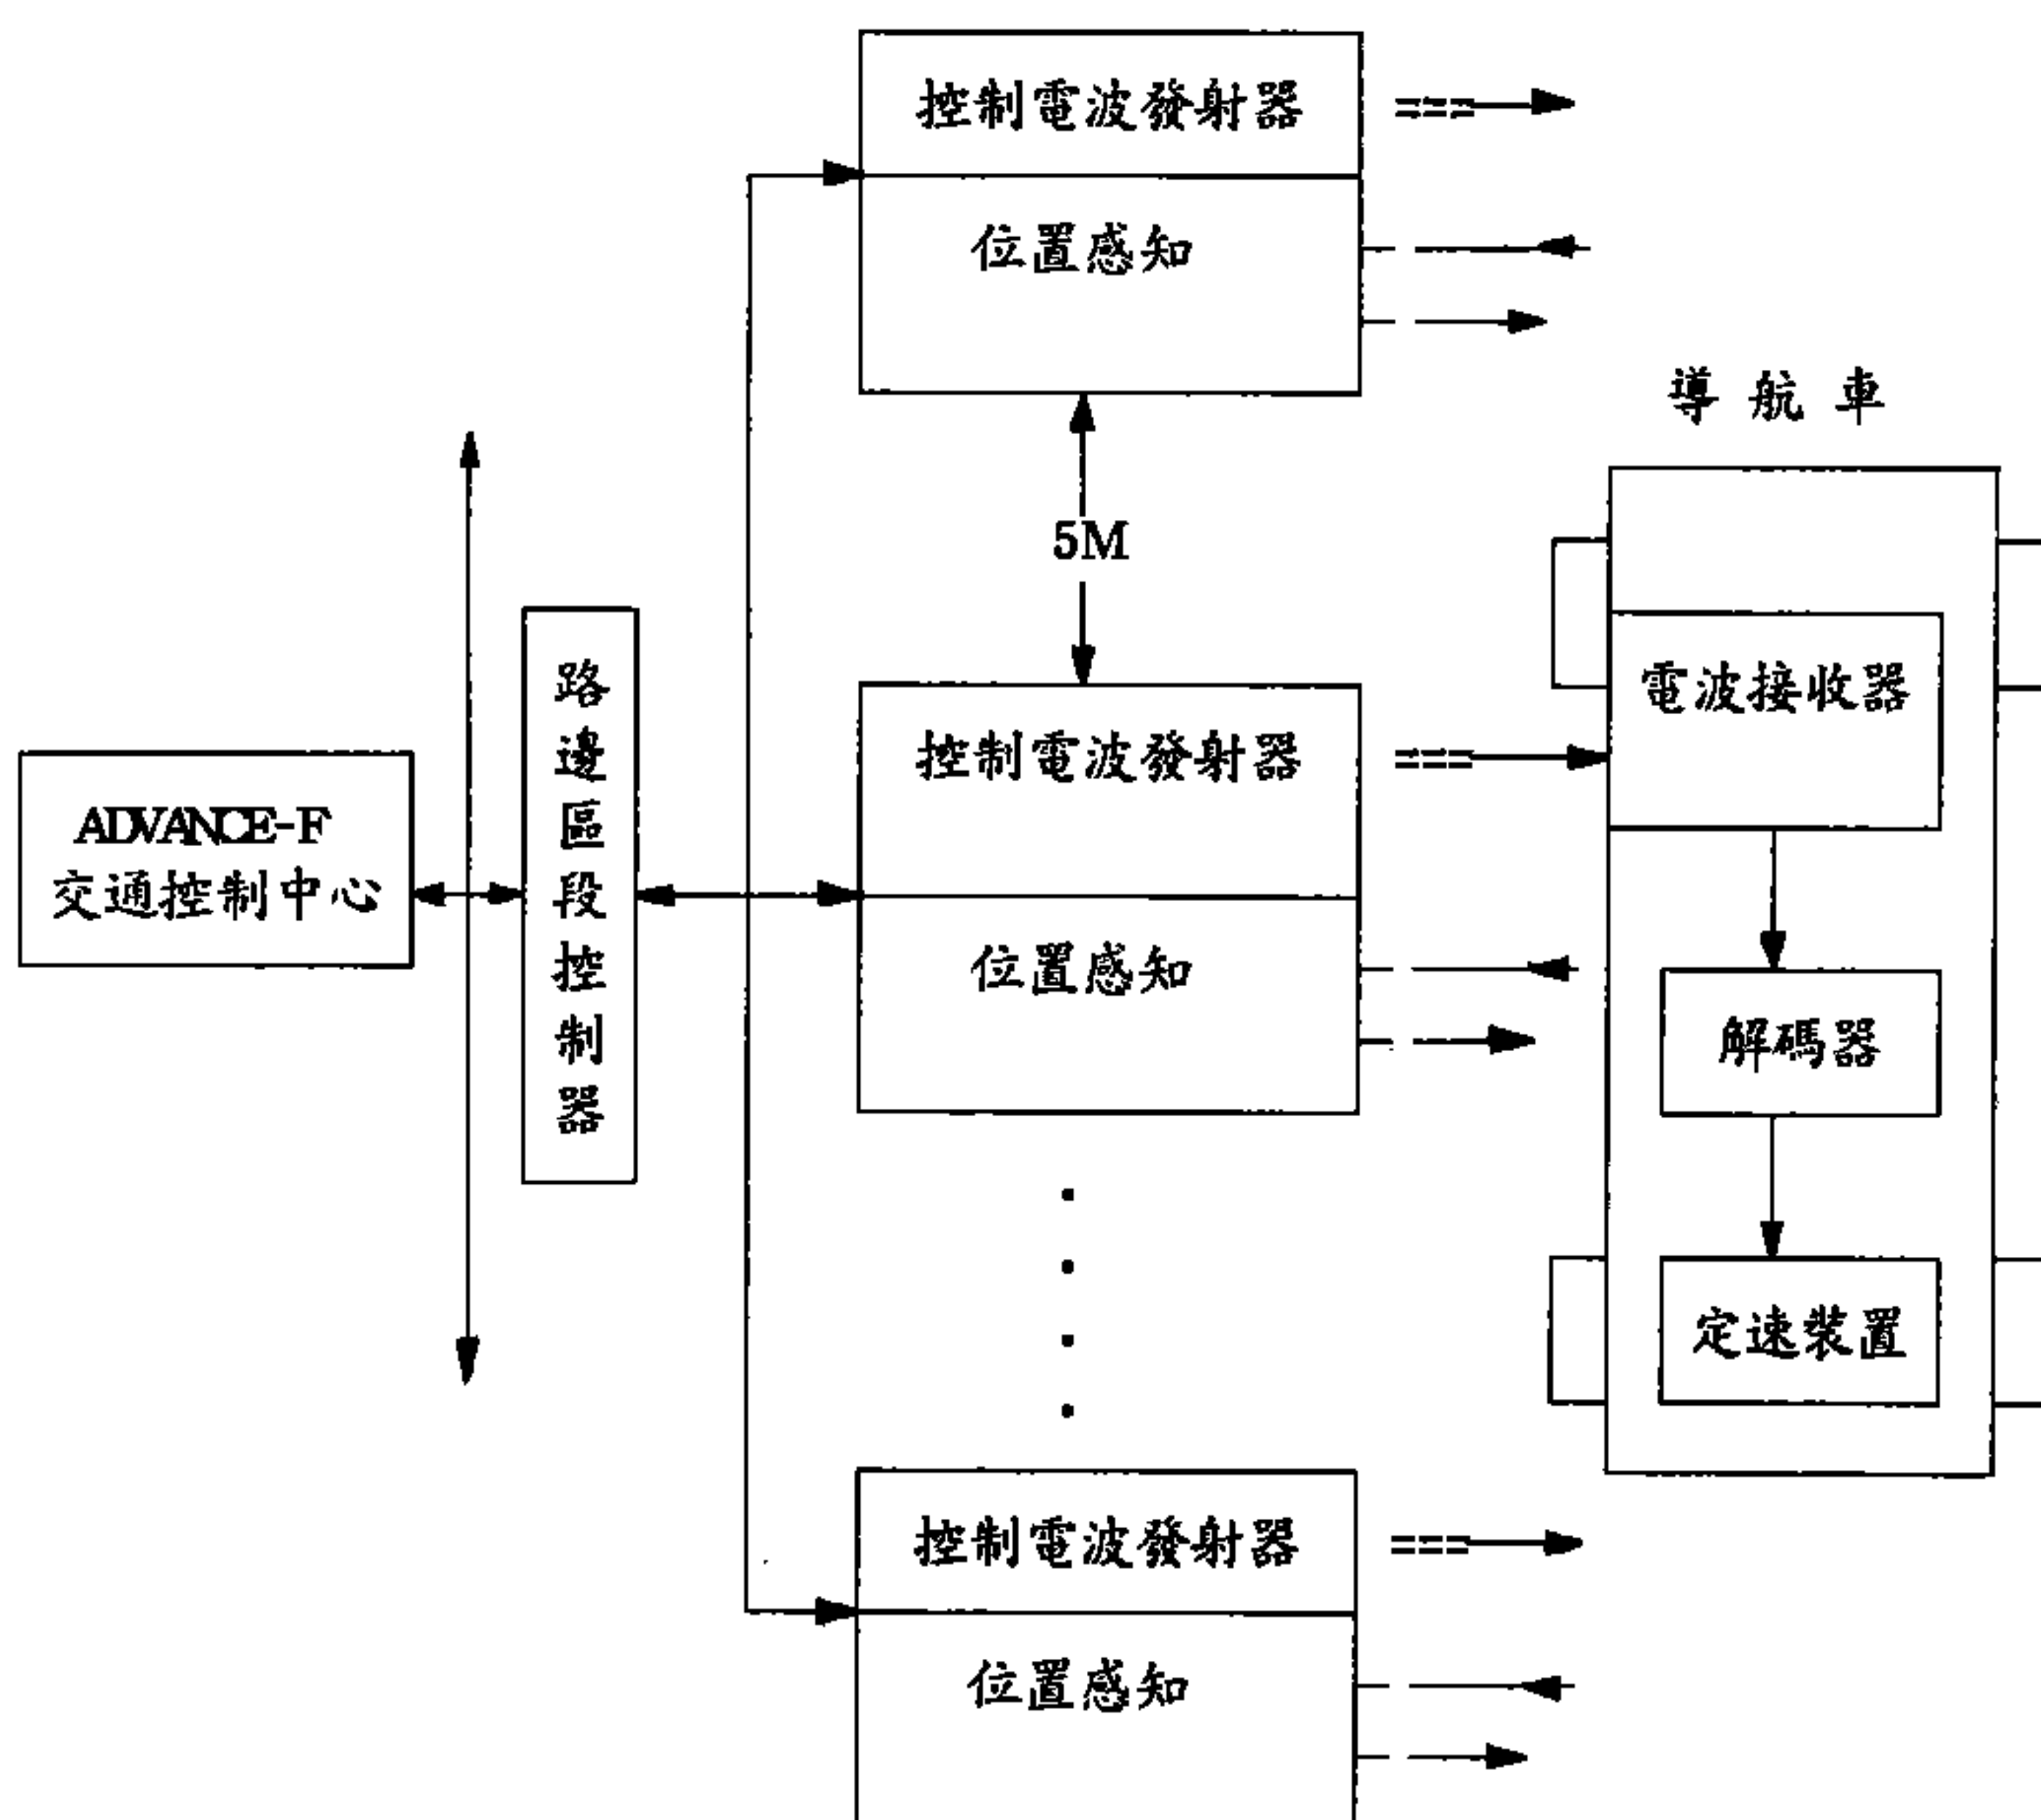 控制電波發射器
位置感知
導航車
5M
電波接收器
路邊區段控制器
控制電波發射器
ADVANCE-F
交通控制中心
位置感知
解碼器
定速裝置
控制電波發射器
位置感知